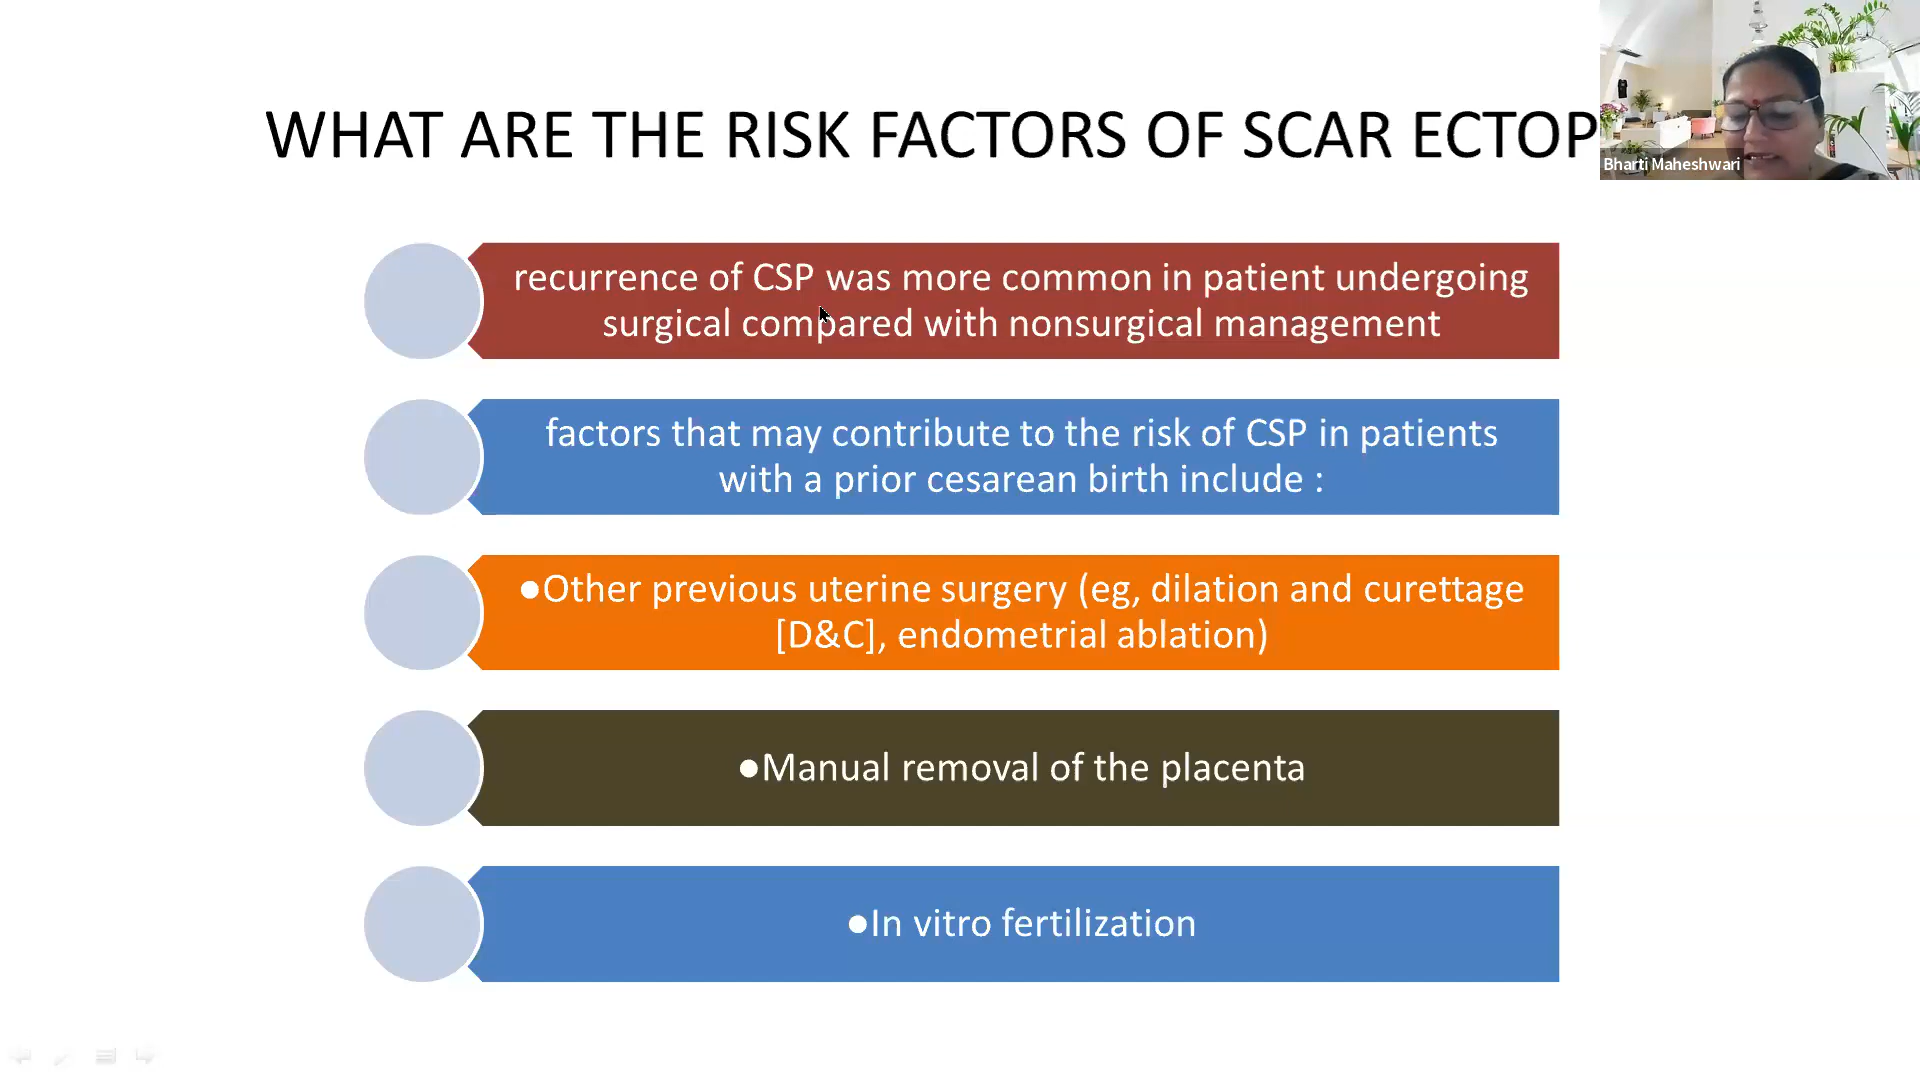 WHAT ARE THE RISK FACTORS OF SCAR ECTOP
Bharti Maheshwari
recurrence of CSP was more common in patient undergoing
surgical compared with nonsurgical management
factors that may contribute to the risk of CSP in patients
with a prior cesarean birth include :
●Other previous uterine surgery (eg, dilation and curettage
[D&C], endometrial ablation)
●Manual removal of the placenta
●In vitro fertilization